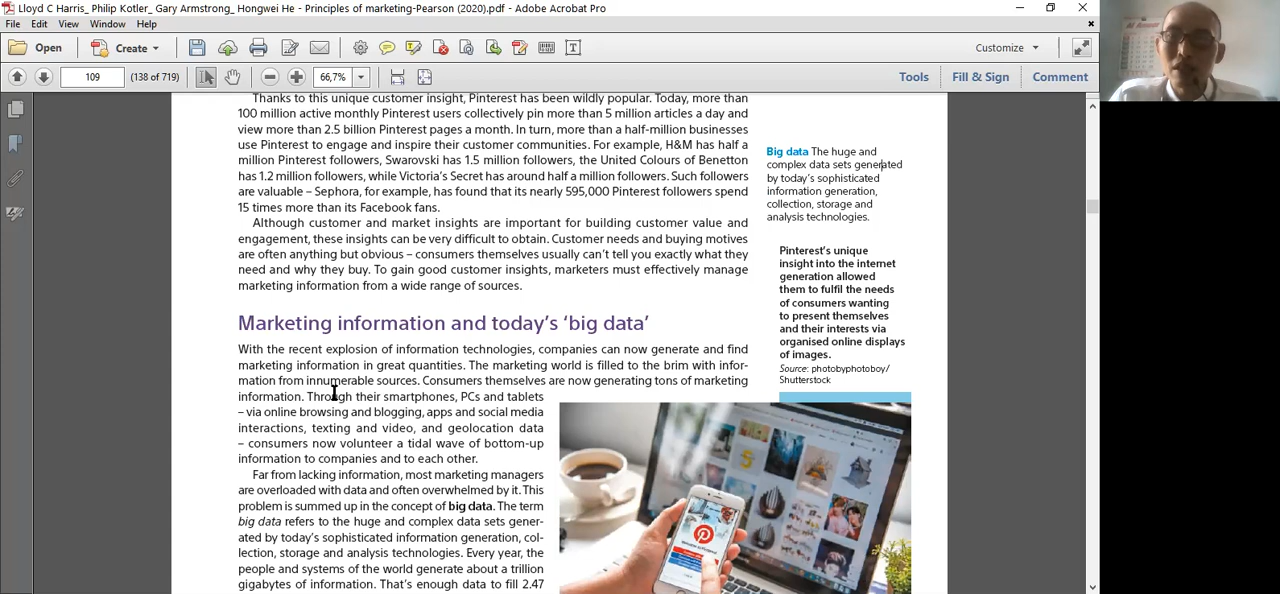 Lloyd C Harris_ Philip Kotler_ Gary Armstrong_ Hongwei He - Principles of marketing-Pearson (2020).pdf - Adobe Acrobat Pro
File Edit View Window Help
Open Create Customize
109 (138 of 719) 66,7% Tools Fill & Sign Comment
Thanks to this unique customer insight, Pinterest has been wildly popular. Today, more than
100 million active monthly Pinterest users collectively pin more than 5 million articles a day and
view more than 2.5 billion Pinterest pages a month. In turn, more than a half-million businesses
use Pinterest to engage and inspire their customer communities. For example, H&M has half a
million Pinterest followers, Swarovski has 1.5 million followers, the United Colours of Benetton
has 1.2 million followers, while Victoria's Secret has around half a million followers. Such followers
are valuable – Sephora, for example, has found that its nearly 595,000 Pinterest followers spend
15 times more than its Facebook fans.
Although customer and market insights are important for building customer value and
engagement, these insights can be very difficult to obtain. Customer needs and buying motives
are often anything but obvious – consumers themselves usually can't tell you exactly what they
need and why they buy. To gain good customer insights, marketers must effectively manage
marketing information from a wide range of sources.
Marketing information and today's 'big data'
With the recent explosion of information technologies, companies can now generate and find
marketing information in great quantities. The marketing world is filled to the brim with infor-
mation from innumerable sources. Consumers themselves are now generating tons of marketing
information. Through their smartphones, PCs and tablets
– via online browsing and blogging, apps and social media
interactions, texting and video, and geolocation data
– consumers now volunteer a tidal wave of bottom-up
information to companies and to each other.
Far from lacking information, most marketing managers
are overloaded with data and often overwhelmed by it. This
problem is summed up in the concept of big data. The term
big data refers to the huge and complex data sets gener-
ated by today's sophisticated information generation, col-
lection, storage and analysis technologies. Every year, the
people and systems of the world generate about a trillion
gigabytes of information. That's enough data to fill 2.47
Big data The huge and
complex data sets generated
by today's sophisticated
information generation,
collection, storage and
analysis technologies.
Pinterest's unique
insight into the internet
generation allowed
them to fulfil the needs
of consumers wanting
to present themselves
and their interests via
organised online displays
of images.
Source: photobyphotoboy/
Shutterstock